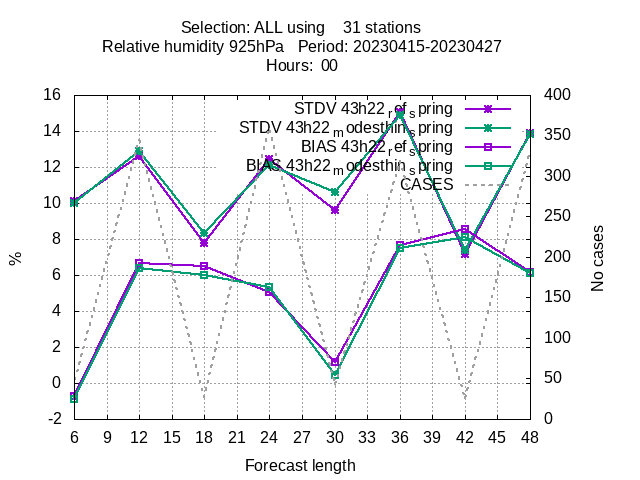 Selection: ALL using 31 stations
Relative humidity 925hPa Period: 20230415-20230427
Hours: 00
16 400
STDV 43h22_ref_spring
14 350
STDV 43h22_modesthin_spring
BIAS 43h22_ref_spring
12 300
BIAS 43h22_modesthin_spring
CASES
10 250
8 200
% No cases
6 150
4
2 100
0 50
-2 0
6 9 12 15 18 21 24 27 30 33 36 39 42 45 48
Forecast length